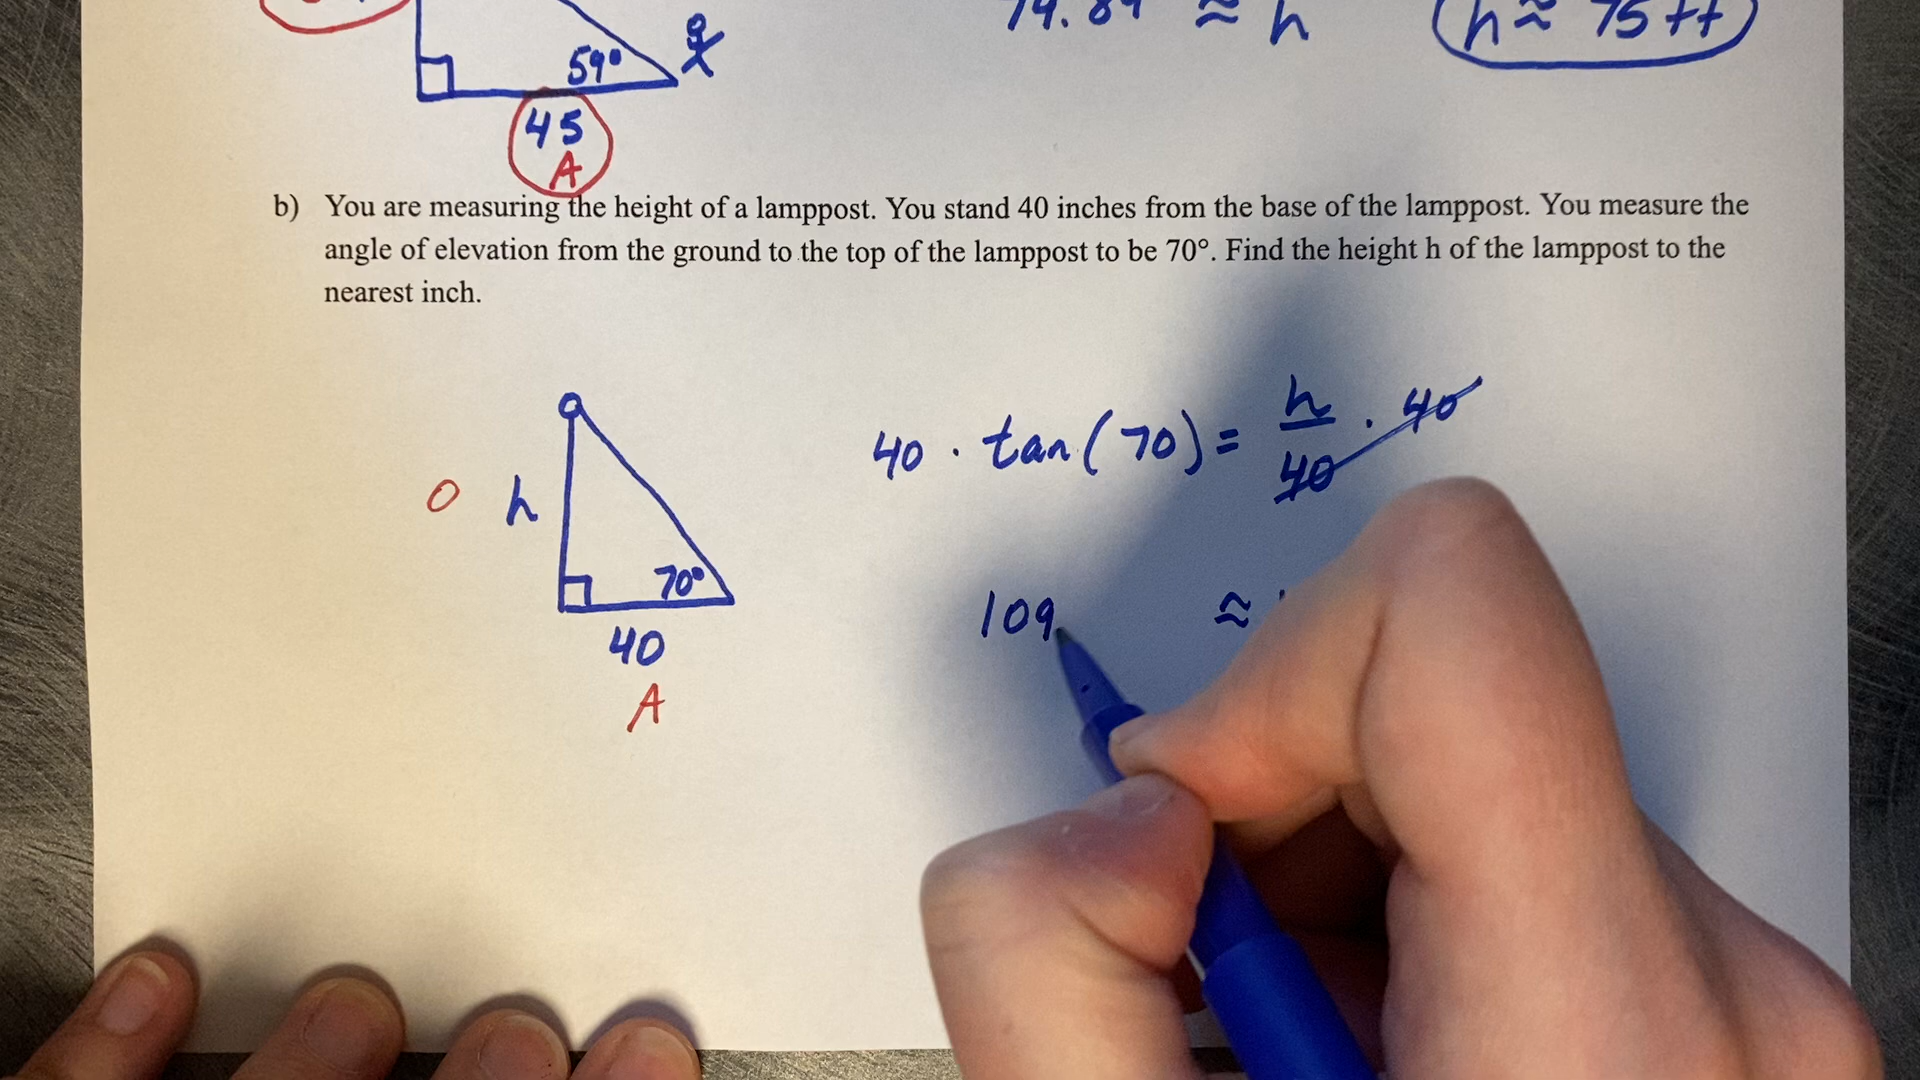 59°
74.89 ≈ h
h ≈ 75 ft
45
A
b) You are measuring the height of a lamppost. You stand 40 inches from the base of the lamppost. You measure the
angle of elevation from the ground to the top of the lamppost to be 70°. Find the height h of the lamppost to the
nearest inch.
40 · tan(70) = h/40 · 40
O h
70°
109 ≈
40
A